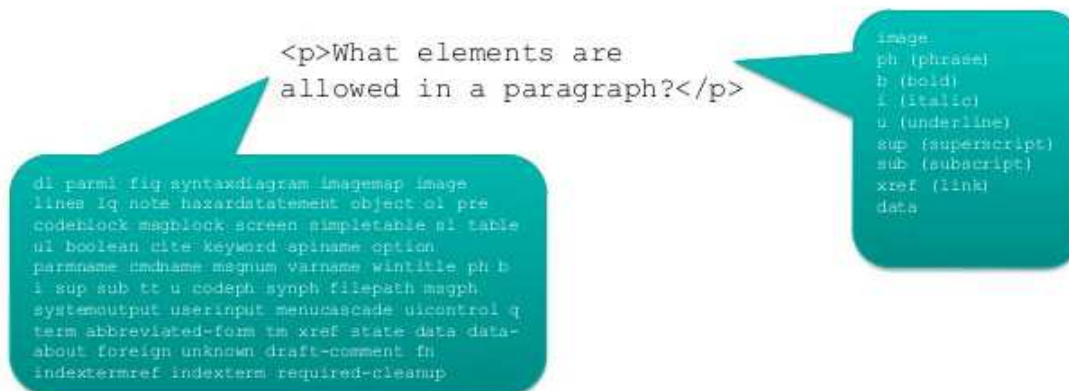 <p>What elements are
allowed in a paragraph?</p>
image
ph (phrase)
b (bold)
i (italic)
u (underline)
sup (superscript)
sub (subscript)
xref (link)
data
dl parml fig syntaxdiagram imagemap image
lines lq note hazardstatement object ol pre
codeblock msgblock screen simpletable sl table
ul boolean cite keyword apiname option
parmname cmdname msgnum varname wintitle ph b
i sup sub tt u codeph synph filepath msgph
systemoutput userinput menucascade uicontrol q
term abbreviated-form tm xref state data data-
about foreign unknown draft-comment fn
indextermref indexterm required-cleanup